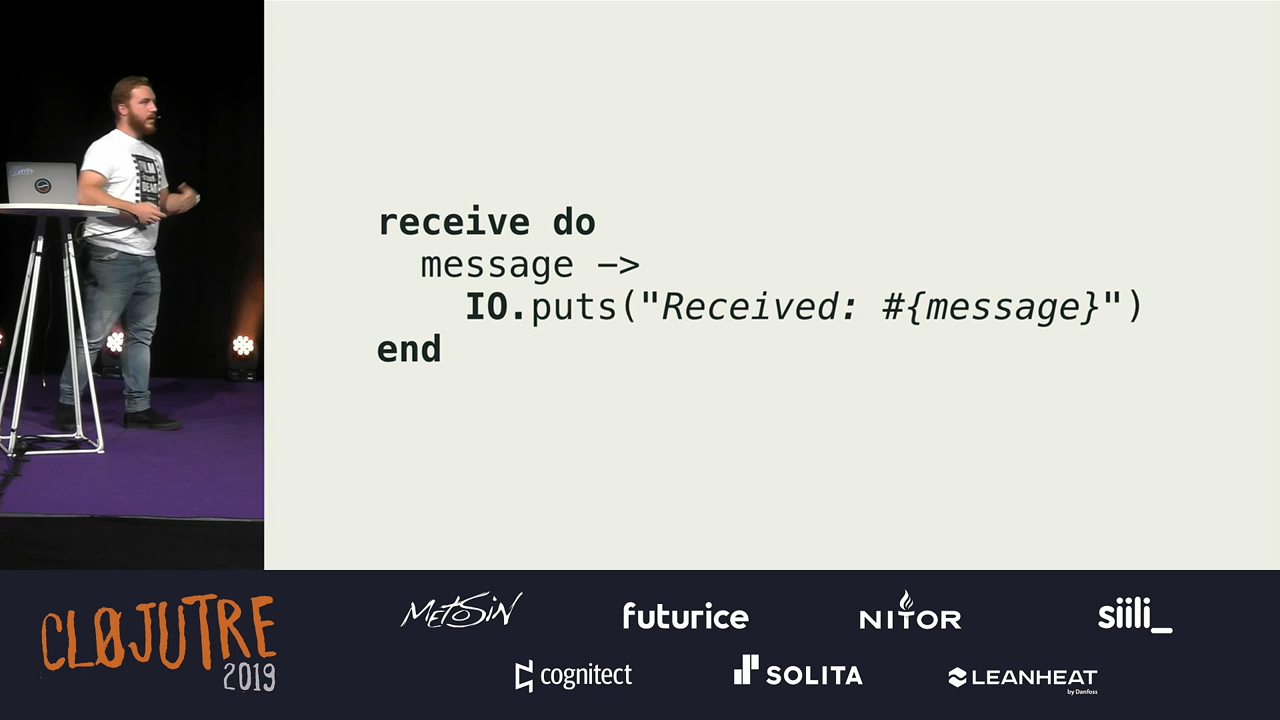 receive do
message –>
IO.puts("Received: #{message}")
end
CLØJUTRE
2019
METOSIN
futurice
NITOR
siili_
cognitect
SOLITA
LEANHEAT
by Danfoss